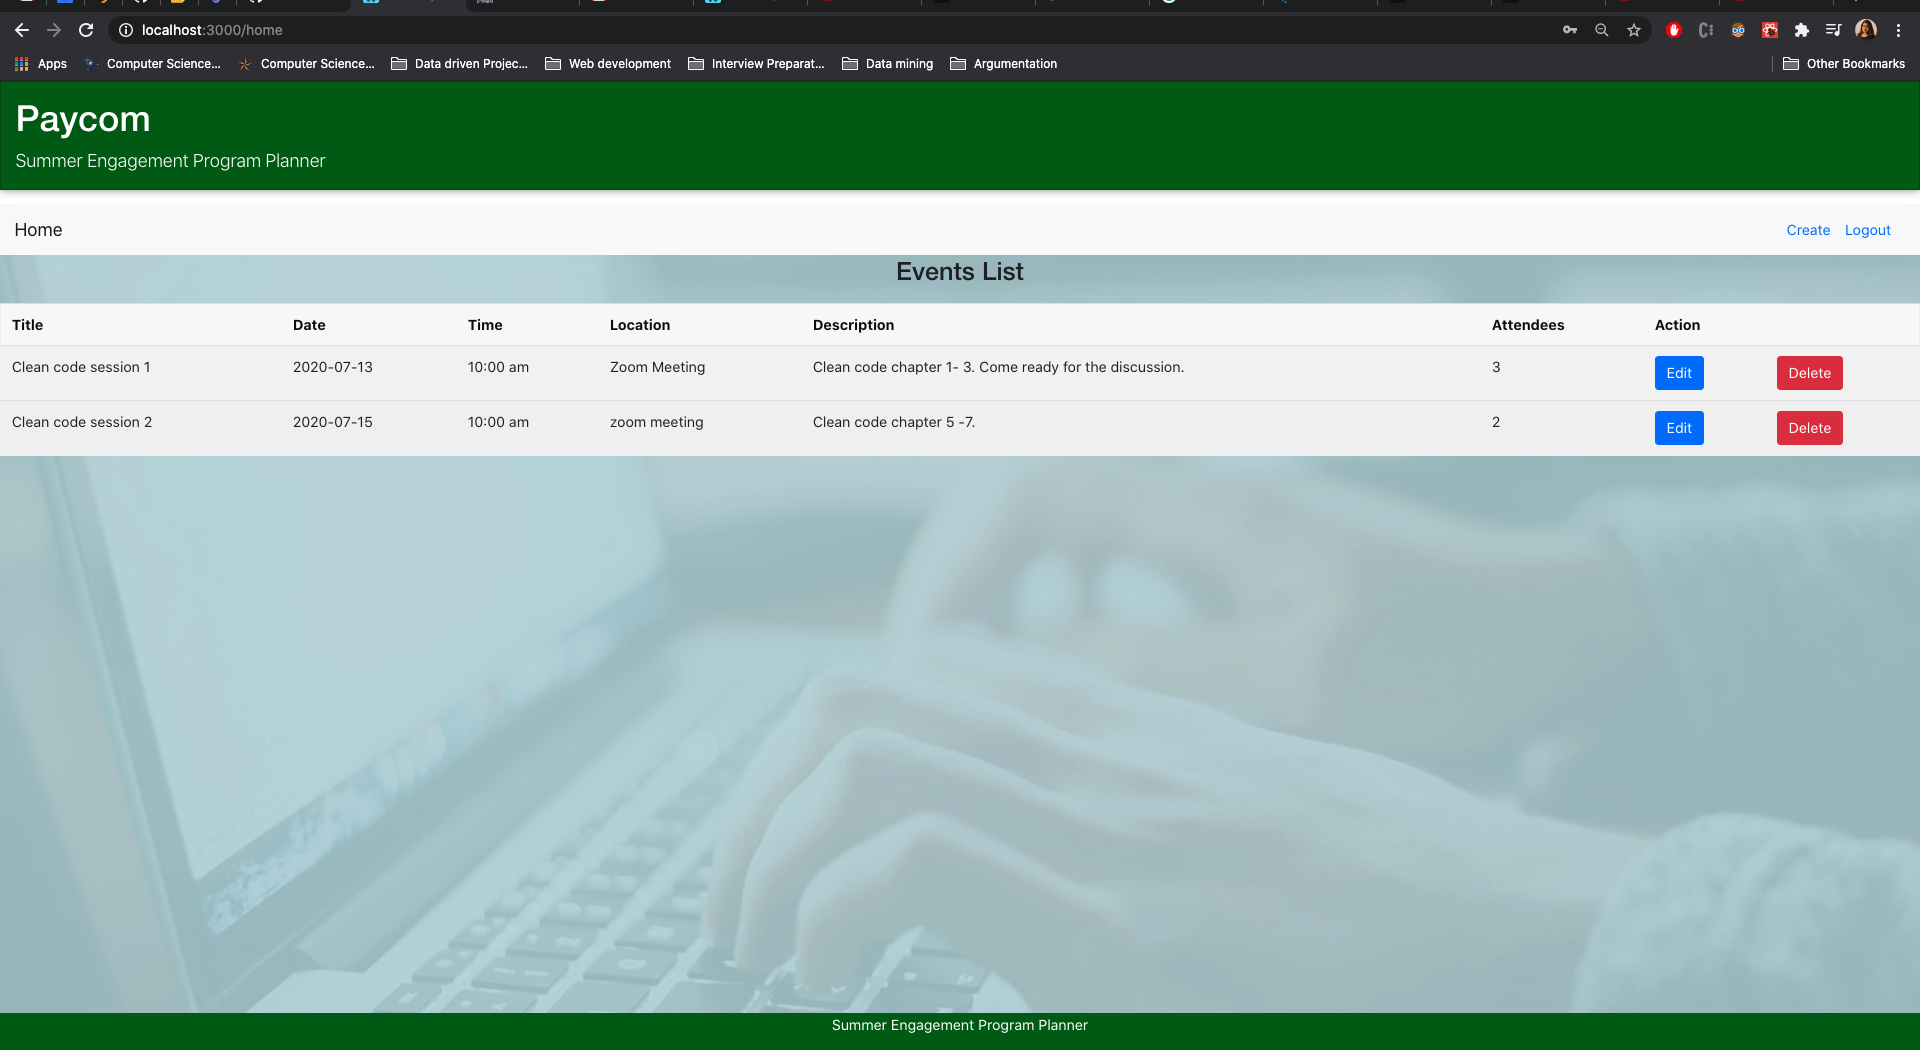 localhost:3000/home
Apps Computer Science... Computer Science... Data driven Projec... Web development Interview Preparat... Data mining Argumentation Other Bookmarks
Paycom
Summer Engagement Program Planner
Home Create Logout
Events List
Title Date Time Location Description Attendees Action
Clean code session 1 2020-07-13 10:00 am Zoom Meeting Clean code chapter 1- 3. Come ready for the discussion. 3 Edit Delete
Clean code session 2 2020-07-15 10:00 am zoom meeting Clean code chapter 5 -7. 2 Edit Delete
Summer Engagement Program Planner